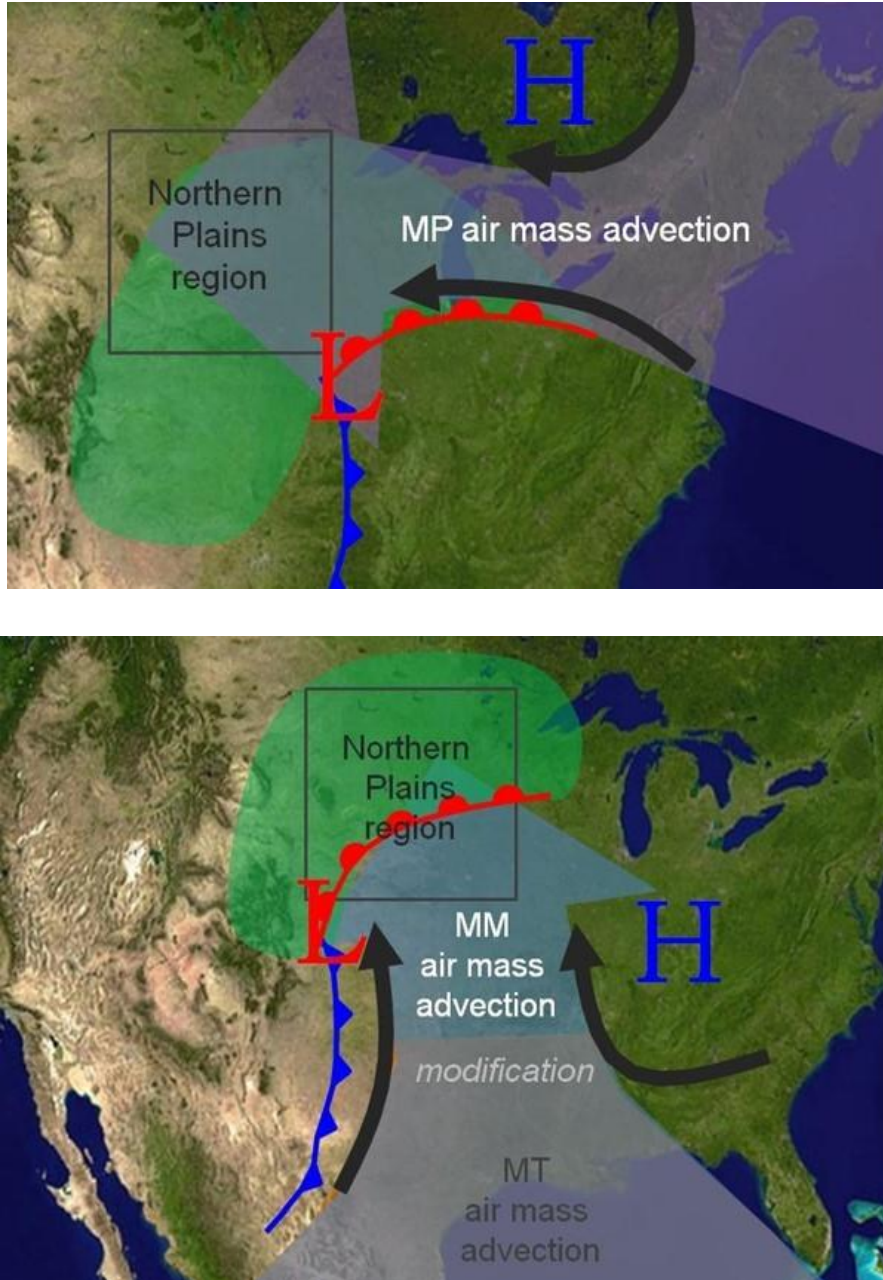 H
Northern
Plains
region
MP air mass advection
L
Northern
Plains
region
L
MM
air mass
advection
H
modification
MT
air mass
advection